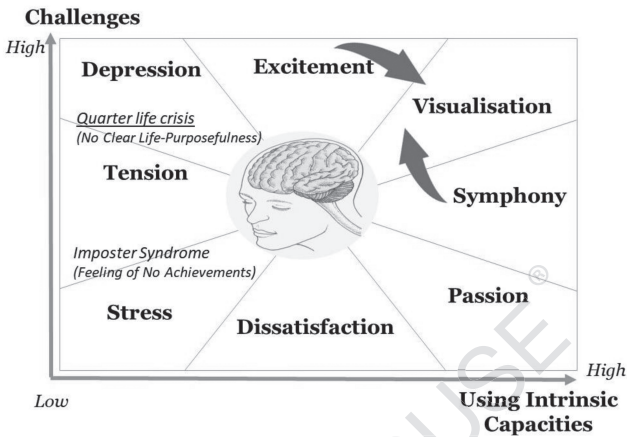 Challenges
High
Depression
Excitement
Visualisation
Quarter life crisis
(No Clear Life-Purposefulness)
Tension
Symphony
Imposter Syndrome
(Feeling of No Achievements)
Passion
®
Stress
Dissatisfaction
High
Low
Using Intrinsic
Capacities
USE